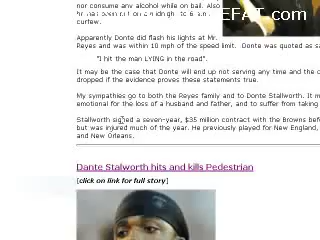 nor consume any alcohol while on bail. Also
EFAT.com
curfew.
Apparently Donte did flash his lights at Mr.
Reyes and was within 10 mph of the speed limit. Donte was quoted as sa
"I hit the man LYING in the road".
It may be the case that Donte will end up not serving any time and the c
dropped if the evidence proves these statements true.
My sympathies go to both the Reyes family and to Donte Stallworth. It m
emotional for the loss of a husband and father, and to suffer from taking
Stallworth signed a seven-year, $35 million contract with the Browns bef
but was injured much of the year. He previously played for New England,
and New Orleans.
Dante Stalworth hits and kills Pedestrian
[click on link for full story]